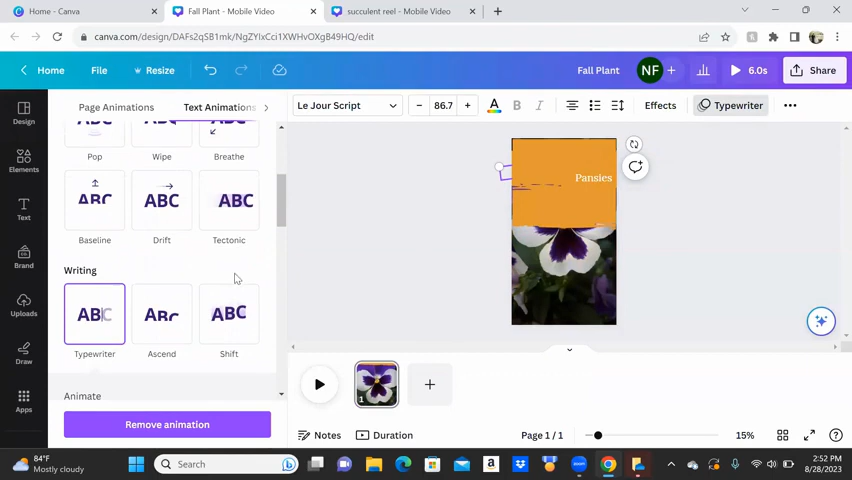 Home - Canva
Fall Plant - Mobile Video
succulent reel - Mobile Video
canva.com/design/DAFs2qSB1mk/NgZYIxCci1XWHvOXgB49HQ/edit
Home
File
Resize
Fall Plant
NF
6.0s
Share
Design
Elements
Text
Brand
Uploads
Draw
Apps
Page Animations
Text Animations
Le Jour Script
86.7
A
B
I
Effects
Typewriter
ABC
Pop
Wipe
Breathe
ABC
ABC
ABC
Baseline
Drift
Tectonic
Writing
ABC
ABC
ABC
Typewriter
Ascend
Shift
Animate
Remove animation
Pansies
1
Notes
Duration
Page 1 / 1
15%
84°F
Mostly cloudy
Search
2:52 PM
8/28/2023